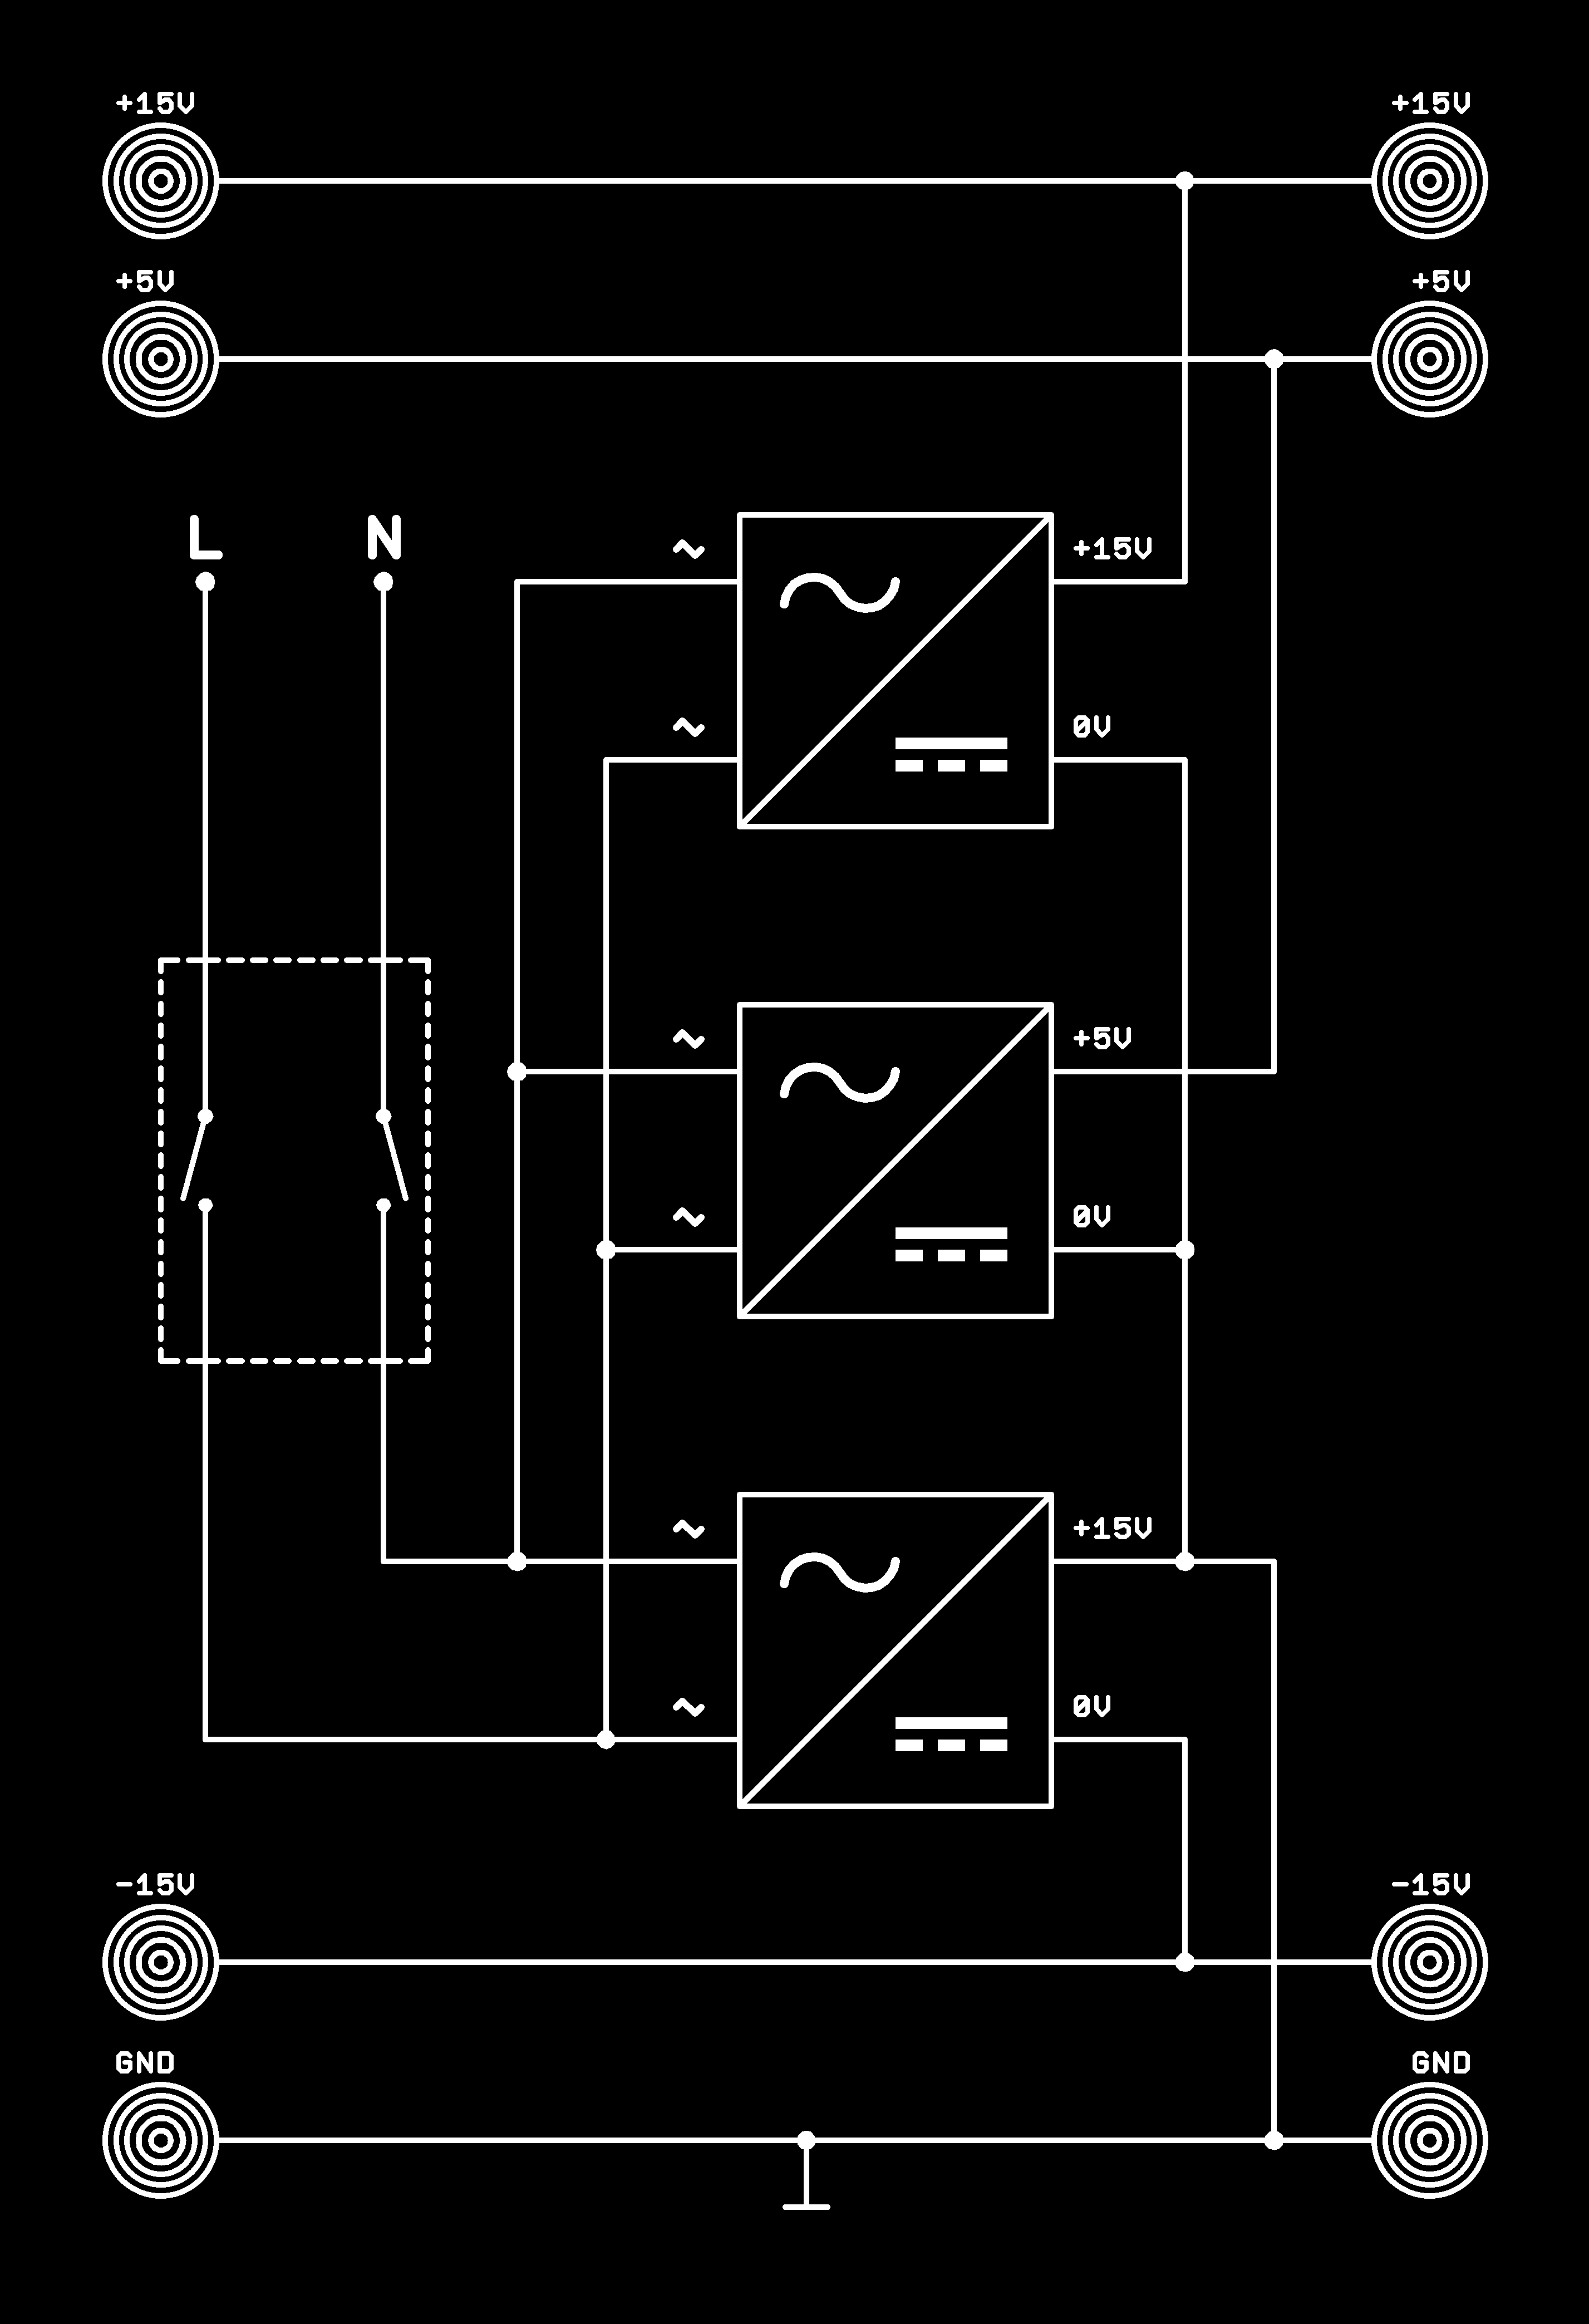 +15V +15V
+5V +5V
L N
~ +15V
~ 0V
~ +5V
~ 0V
~ +15V
~ 0V
-15V -15V
GND GND